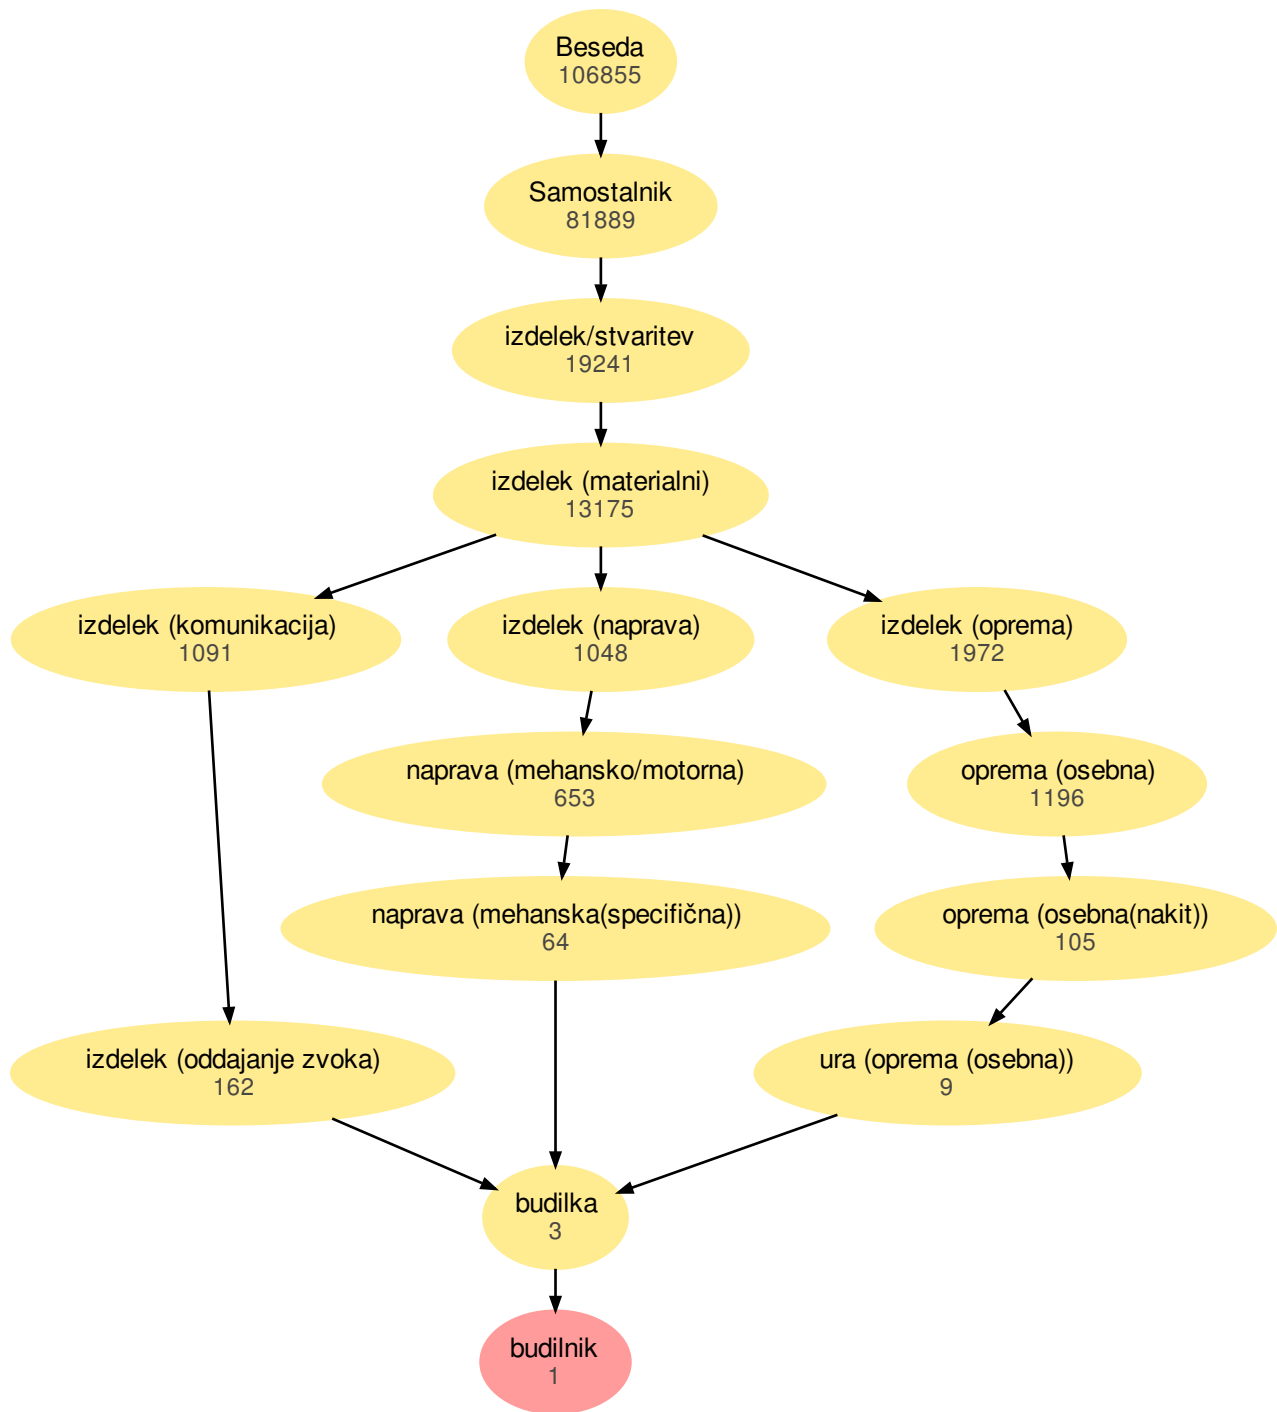 Beseda
106855
Samostalnik
81889
izdelek/stvaritev
19241
izdelek (materialni)
13175
izdelek (komunikacija)
1091
izdelek (naprava)
1048
izdelek (oprema)
1972
naprava (mehansko/motorna)
653
oprema (osebna)
1196
naprava (mehanska(specifična))
64
oprema (osebna(nakit))
105
izdelek (oddajanje zvoka)
162
ura (oprema (osebna))
9
budilka
3
budilnik
1